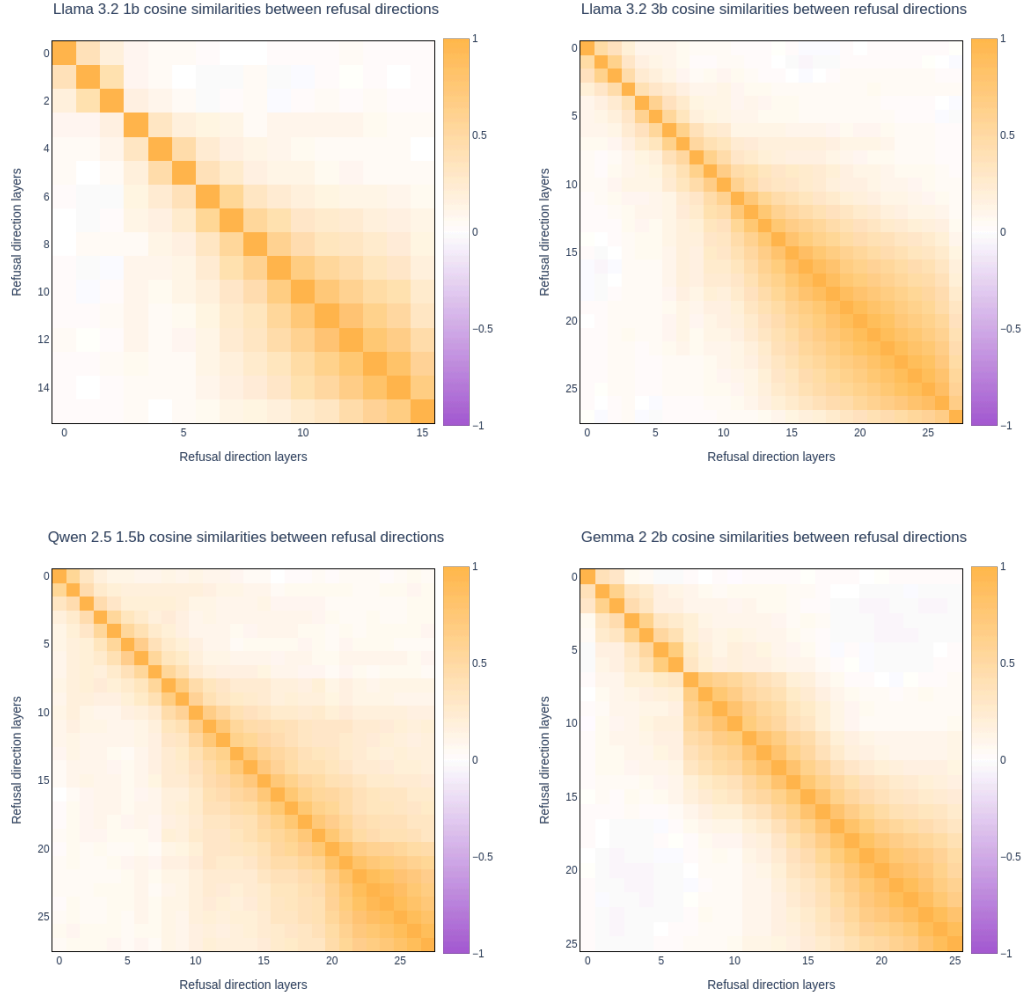 Llama 3.2 1b cosine similarities between refusal directions
Refusal direction layers
0
2
4
6
8
10
12
14
0 5 10 15
Refusal direction layers
1
0.5
0
−0.5
−1
Llama 3.2 3b cosine similarities between refusal directions
Refusal direction layers
0
5
10
15
20
25
0 5 10 15 20 25
Refusal direction layers
1
0.5
0
−0.5
−1
Qwen 2.5 1.5b cosine similarities between refusal directions
Refusal direction layers
0
5
10
15
20
25
0 5 10 15 20 25
Refusal direction layers
1
0.5
0
−0.5
−1
Gemma 2 2b cosine similarities between refusal directions
Refusal direction layers
0
5
10
15
20
25
0 5 10 15 20 25
Refusal direction layers
1
0.5
0
−0.5
−1